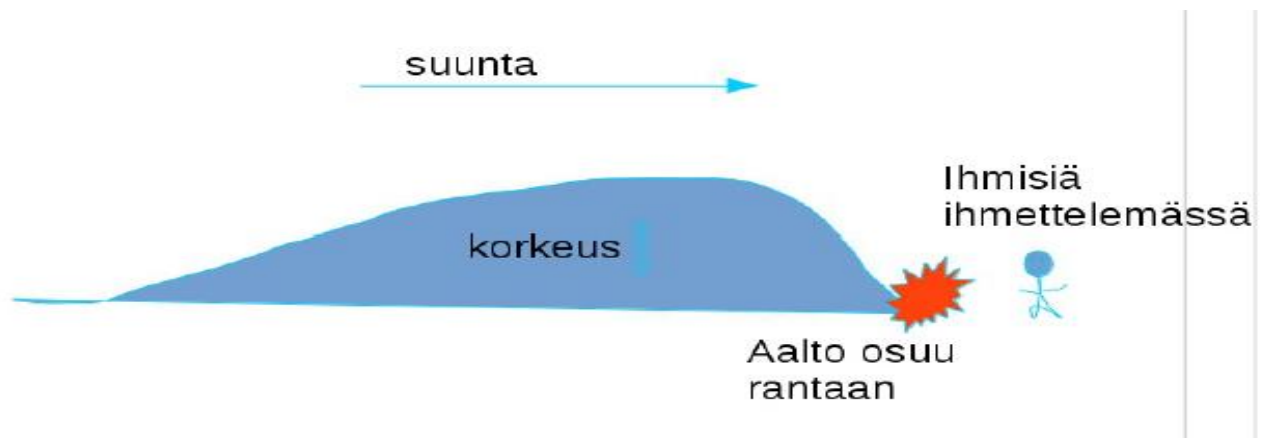 suunta
Ihmisiä
ihmettelemässä
korkeus
Aalto osuu
rantaan